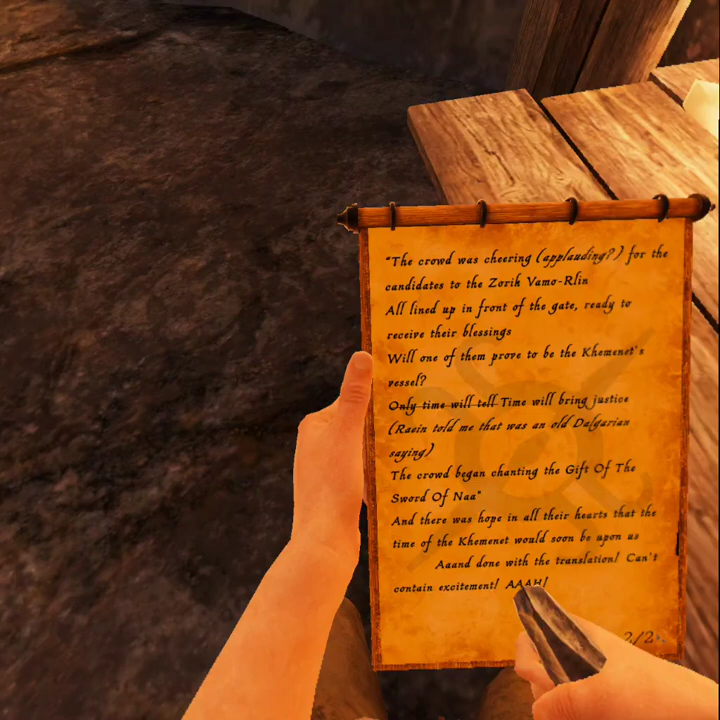 "The crowd was cheering (applauding?) for the
candidates to the Zorik Vamo-Rlin
All lined up in front of the gate, ready to
receive their blessings
Will one of them prove to be the Khemenet's
vessel?
Only time will tell Time will bring justice
(Raein told me that was an old Dalgarian
saying)
The crowd began chanting the Gift Of The
Sword Of Naa"
And there was hope in all their hearts that the
time of the Khemenet would soon be upon us
Aaand done with the translation! Can't
contain excitement! AAAH!
2/2